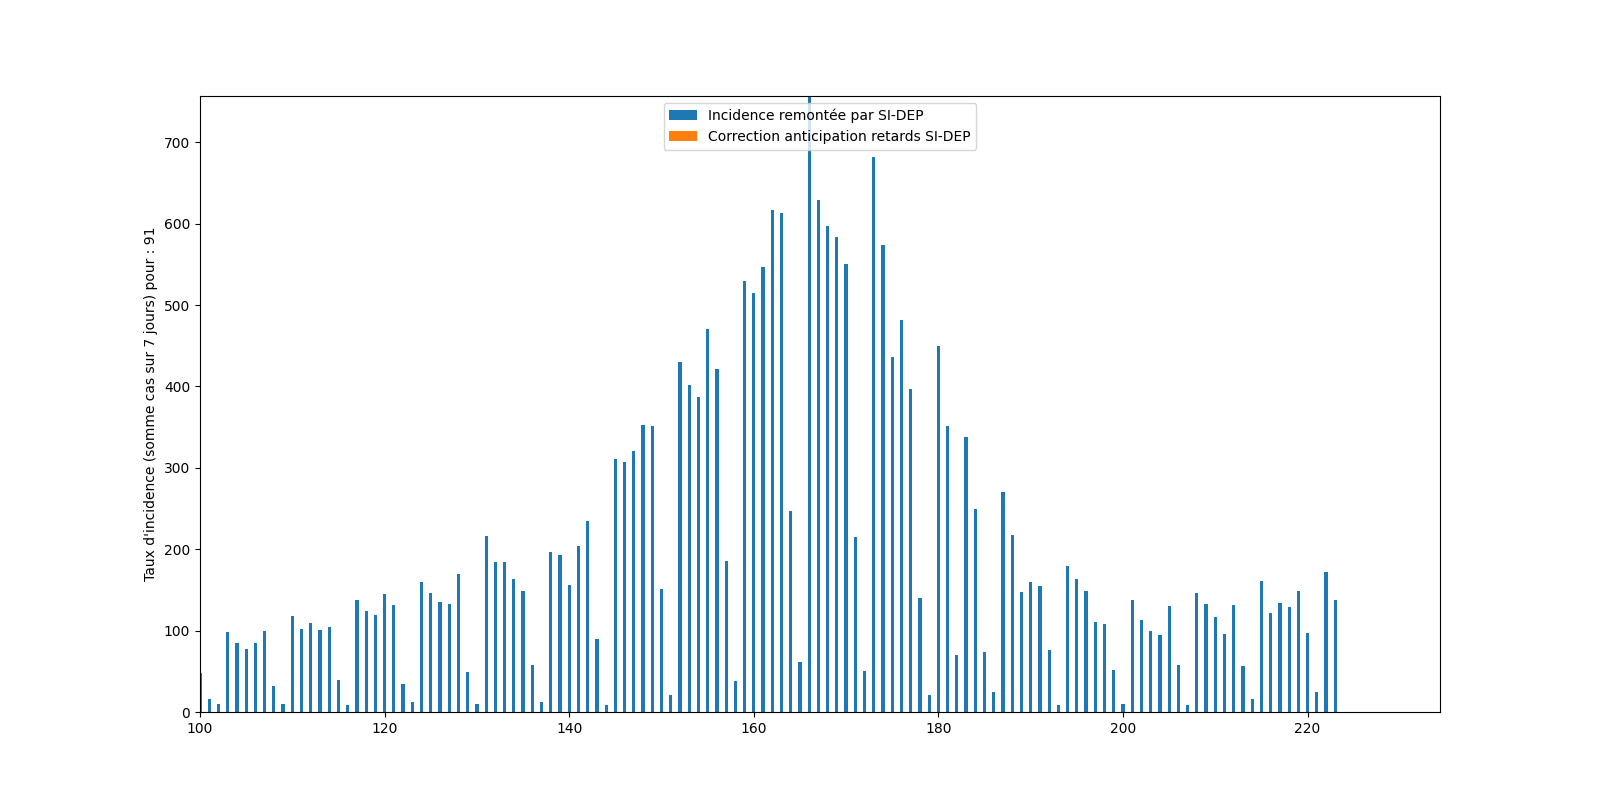 Incidence remontée par SI-DEP
Correction anticipation retards SI-DEP
Taux d'incidence (somme cas sur 7 jours) pour : 91
700
600
500
400
300
200
100
0
100 120 140 160 180 200 220